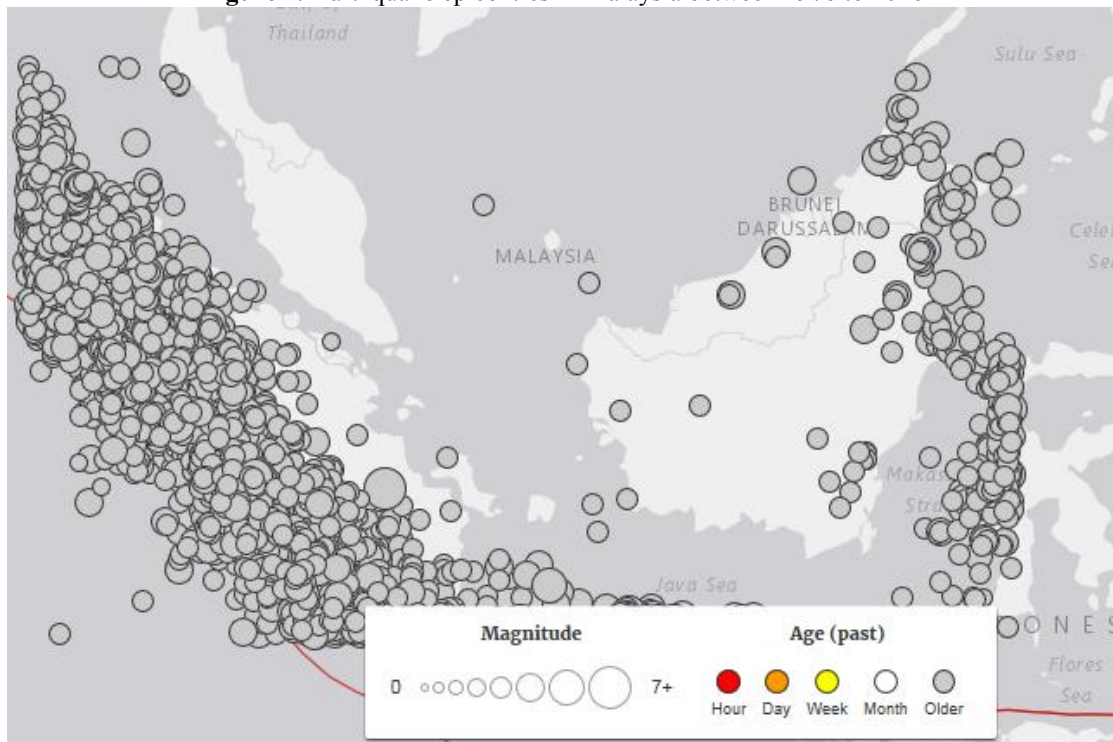 Thailand
Sulu Sea
BRUNEI
DARUSSALAM
MALAYSIA
Java Sea
Flores
Sea
Magnitude
Age (past)
0
7+
Hour
Day
Week
Month
Older